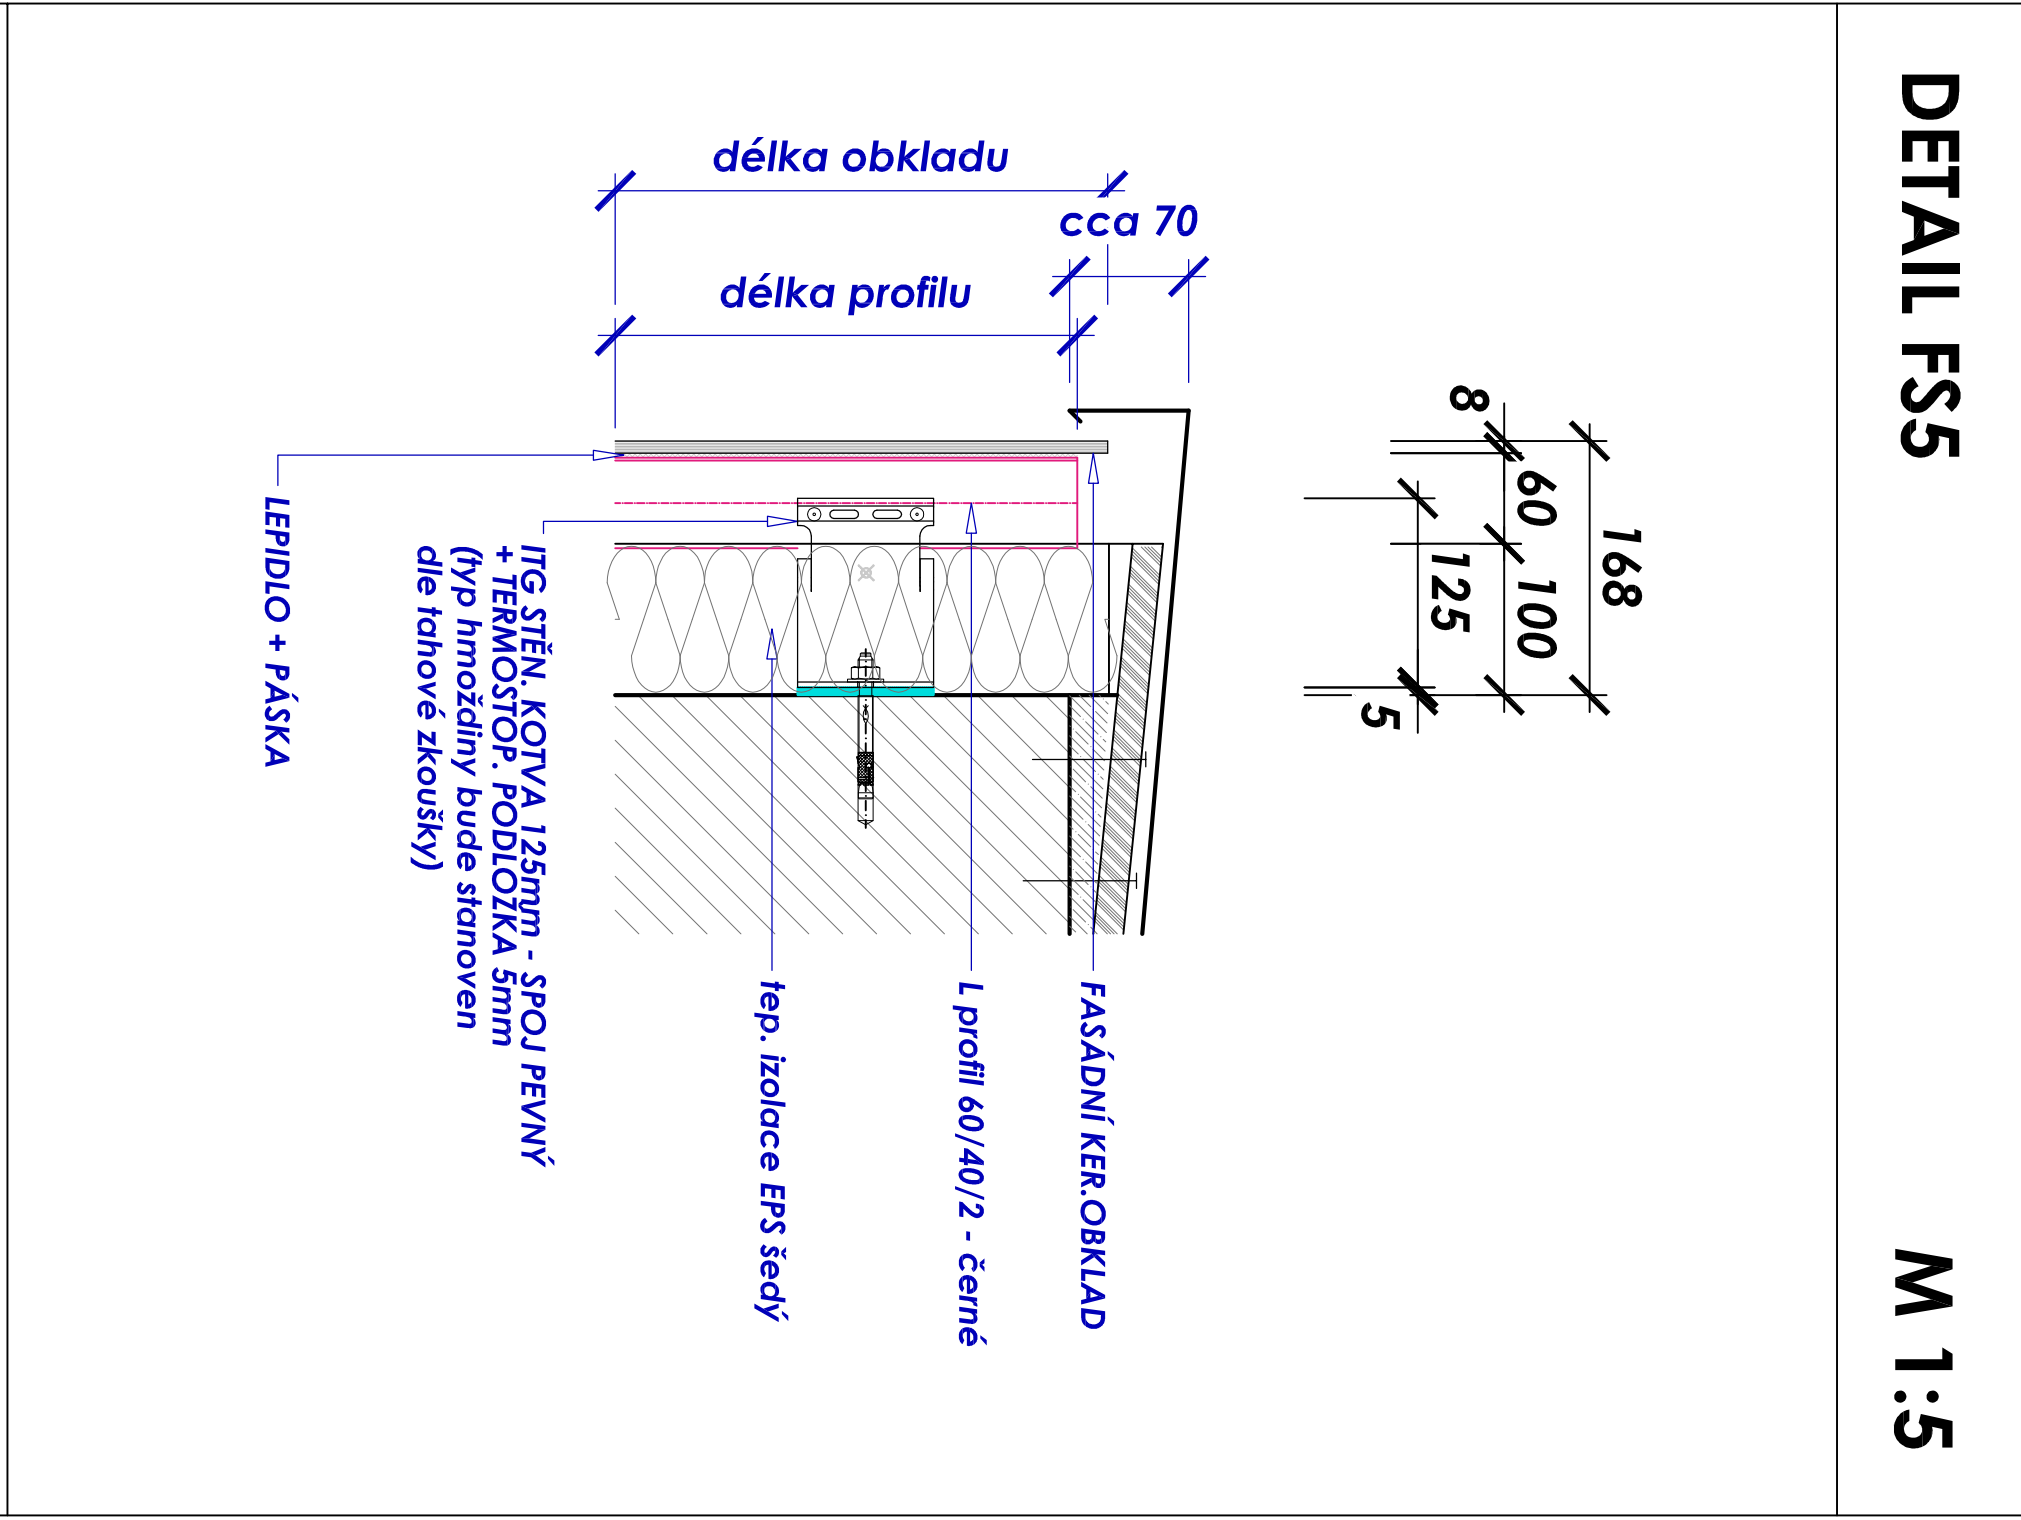 DETAIL FS5
M 1:5
168
8
60
100
125
5
délka obkladu
cca 70
délka profilu
FASÁDNÍ KER.OBKLAD
L profil 60/40/2 - černé
tep. izolace EPS šedý
ITG STĚN. KOTVA 125mm - SPOJ PEVNÝ
+ TERMOSTOP. PODLOŽKA 5mm
(typ hmoždiny bude stanoven
dle tahové zkoušky)
LEPIDLO + PÁSKA